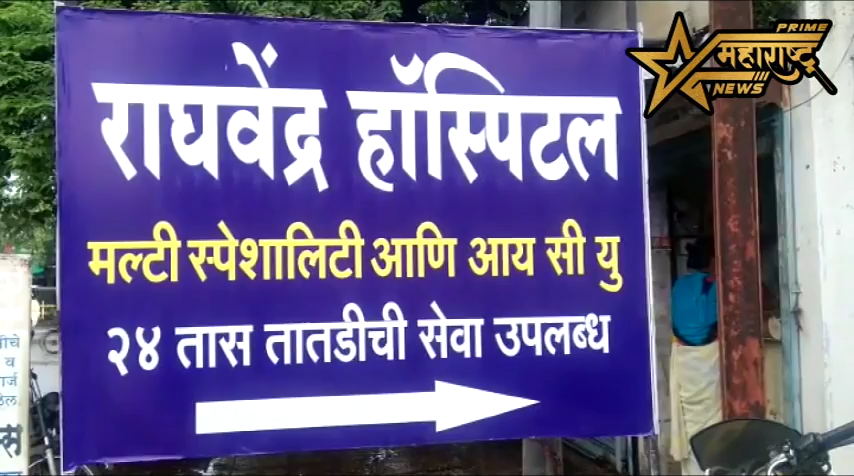 PRIME
महाराष्ट्र
NEWS
राघवेंद्र हॉस्पिटल
मल्टी स्पेशालिटी आणि आय सी यु
२४ तास तातडीची सेवा उपलब्ध
व